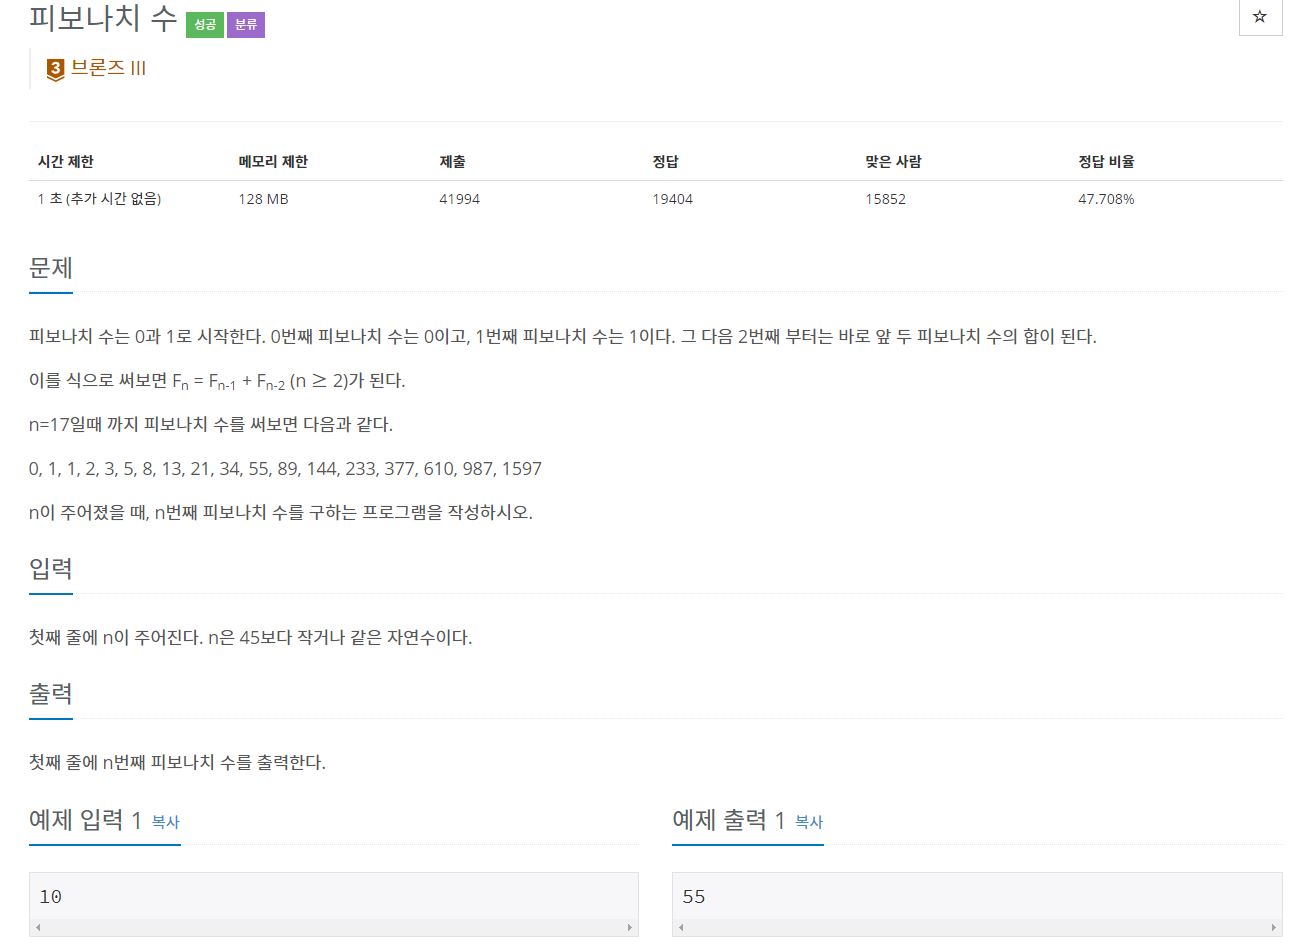 피보나치 수 성공 분류
3 브론즈 III
시간 제한 메모리 제한 제출 정답 맞은 사람 정답 비율
1 초 (추가 시간 없음) 128 MB 41994 19404 15852 47.708%
문제
피보나치 수는 0과 1로 시작한다. 0번째 피보나치 수는 0이고, 1번째 피보나치 수는 1이다. 그 다음 2번째 부터는 바로 앞 두 피보나치 수의 합이 된다.
이를 식으로 써보면 Fn = Fn-1 + Fn-2 (n ≥ 2)가 된다.
n=17일때 까지 피보나치 수를 써보면 다음과 같다.
0, 1, 1, 2, 3, 5, 8, 13, 21, 34, 55, 89, 144, 233, 377, 610, 987, 1597
n이 주어졌을 때, n번째 피보나치 수를 구하는 프로그램을 작성하시오.
입력
첫째 줄에 n이 주어진다. n은 45보다 작거나 같은 자연수이다.
출력
첫째 줄에 n번째 피보나치 수를 출력한다.
예제 입력 1 복사
10
예제 출력 1 복사
55